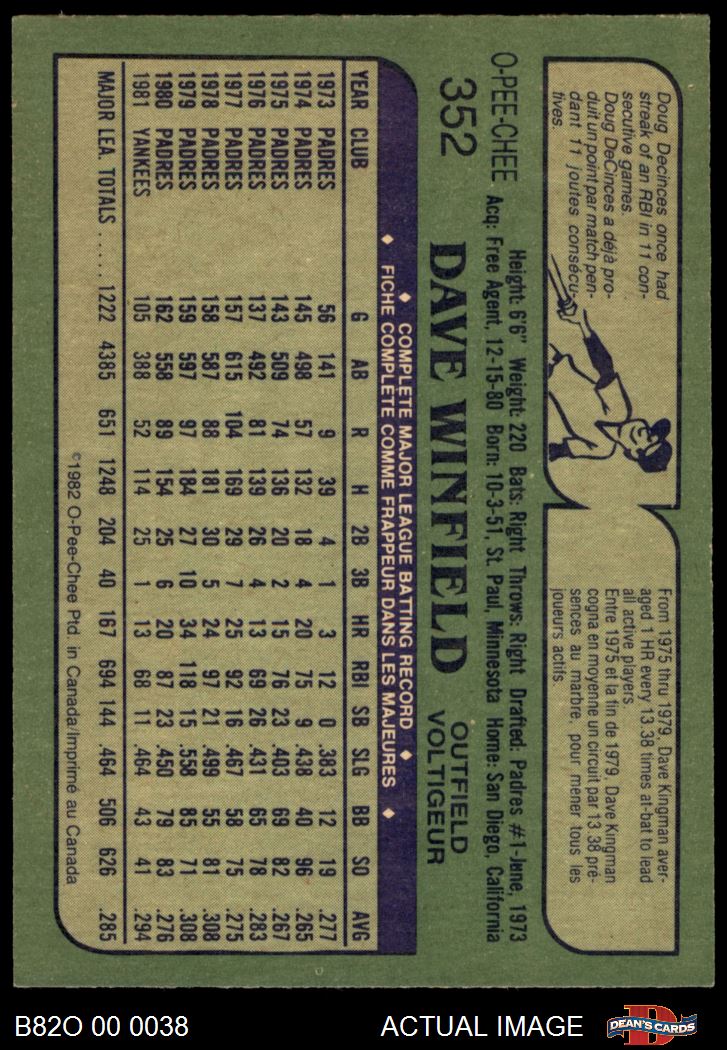 Doug Decinces once had
streak of an RBI in 11 con-
secutive games.
Doug DeCinces a déjà pro-
duit un point par match pen-
dant 11 joutes consécu-
tives.
From 1975 thru 1979, Dave Kingman aver-
aged 1 HR every 13.38 times at-bat to lead
all active players.
Entre 1975 et la fin de 1979, Dave Kingman
cogna en moyenne un circuit par 13.38 pré-
sences au marbre, pour mener tous les
joueurs actifs.
O-PEE-CHEE
352
Height: 6'6" Weight: 220 Bats: Right Throws: Right Drafted: Padres #1-June, 1973
Acq: Free Agent, 12-15-80 Born: 10-3-51, St. Paul, Minnesota Home: San Diego, California
DAVE WINFIELD
OUTFIELD
VOLTIGEUR
COMPLETE MAJOR LEAGUE BATTING RECORD
FICHE COMPLETE COMME FRAPPEUR DANS LES MAJEURES
YEAR CLUB G AB R H 2B 3B HR RBI SB SLG BB SO AVG
1973 PADRES 56 141 9 39 4 1 3 12 0 .383 12 19 .277
1974 PADRES 145 498 57 132 18 4 20 75 9 .438 40 96 .265
1975 PADRES 143 509 74 136 20 2 15 76 23 .403 69 82 .267
1976 PADRES 137 492 81 139 26 4 13 69 26 .431 65 78 .283
1977 PADRES 157 615 104 169 29 7 25 92 16 .467 58 75 .275
1978 PADRES 158 587 88 181 30 5 24 97 21 .499 55 81 .308
1979 PADRES 159 597 97 184 27 10 34 118 15 .558 85 71 .308
1980 PADRES 162 558 89 154 25 6 20 87 23 .450 79 83 .276
1981 YANKEES 105 388 52 114 25 1 13 68 11 .464 43 41 .294
MAJOR LEA. TOTALS ..... 1222 4385 651 1248 204 40 167 694 144 .464 506 626 .285
©1982 O-Pee-Chee Ptd. in Canada/Imprimé au Canada
B82O 00 0038
ACTUAL IMAGE
DEAN'S CARDS